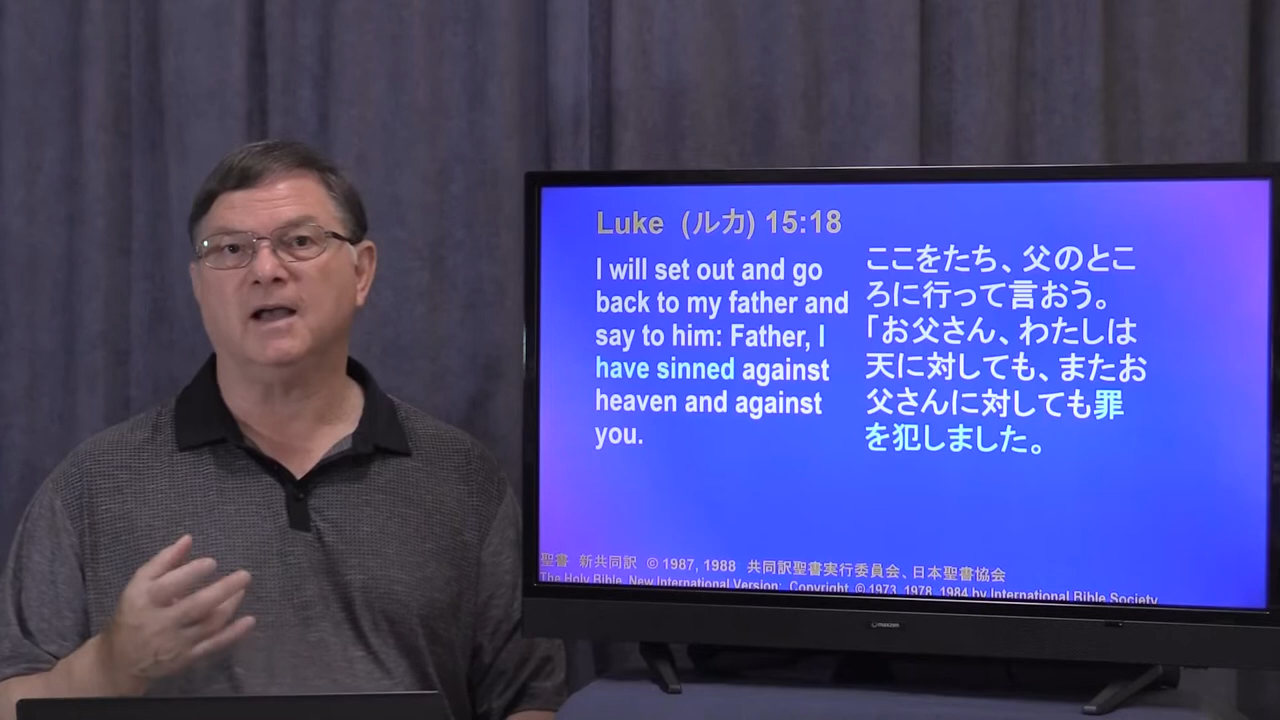 Luke (ルカ) 15:18
I will set out and go
back to my father and
say to him: Father, I
have sinned against
heaven and against
you.
ここをたち、父のとこ
ろに行って言おう。
「お父さん、わたしは
天に対しても、またお
父さんに対しても罪
を犯しました。
聖書 新共同訳 © 1987, 1988 共同訳聖書実行委員会、日本聖書協会
The Holy Bible, New International Version: Copyright © 1973, 1978, 1984 by International Bible Society
maxzen